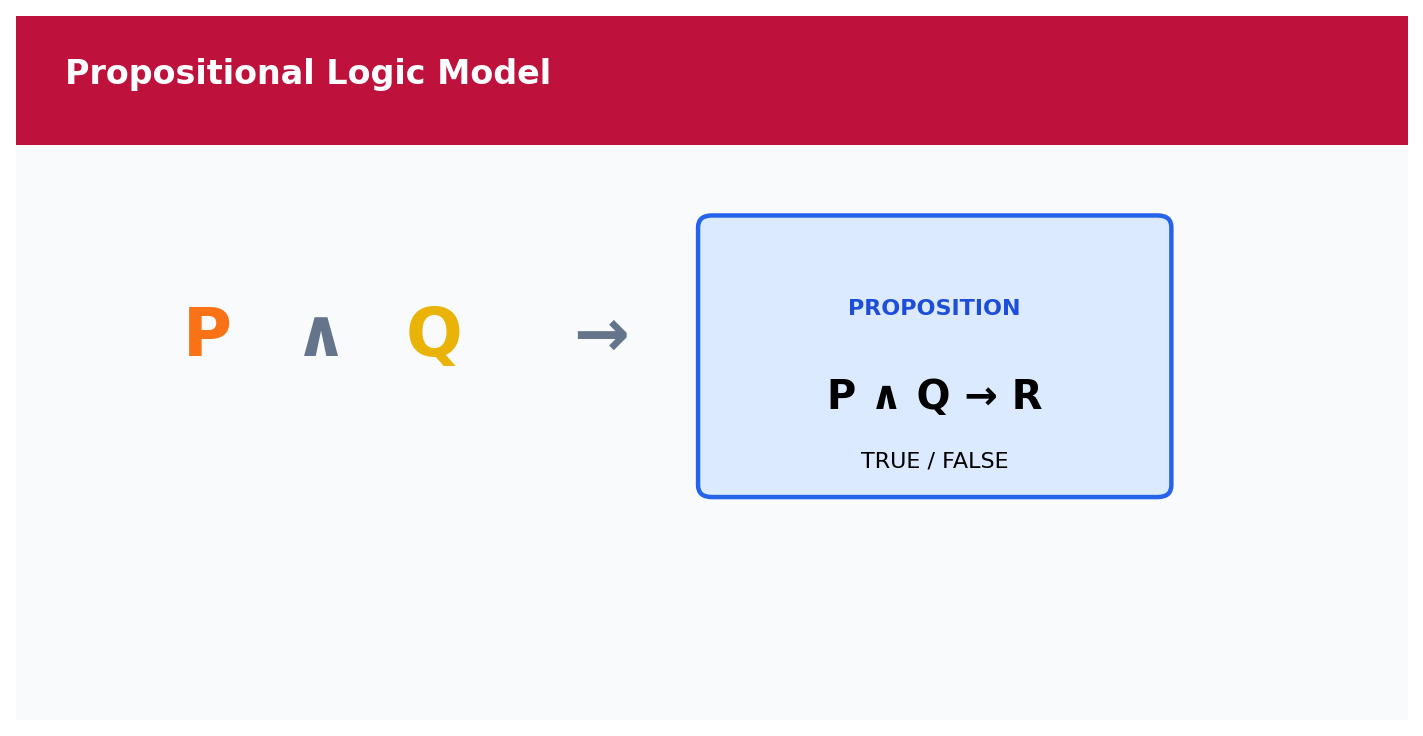 Propositional Logic Model
P ∧ Q →
PROPOSITION
P ∧ Q → R
TRUE / FALSE